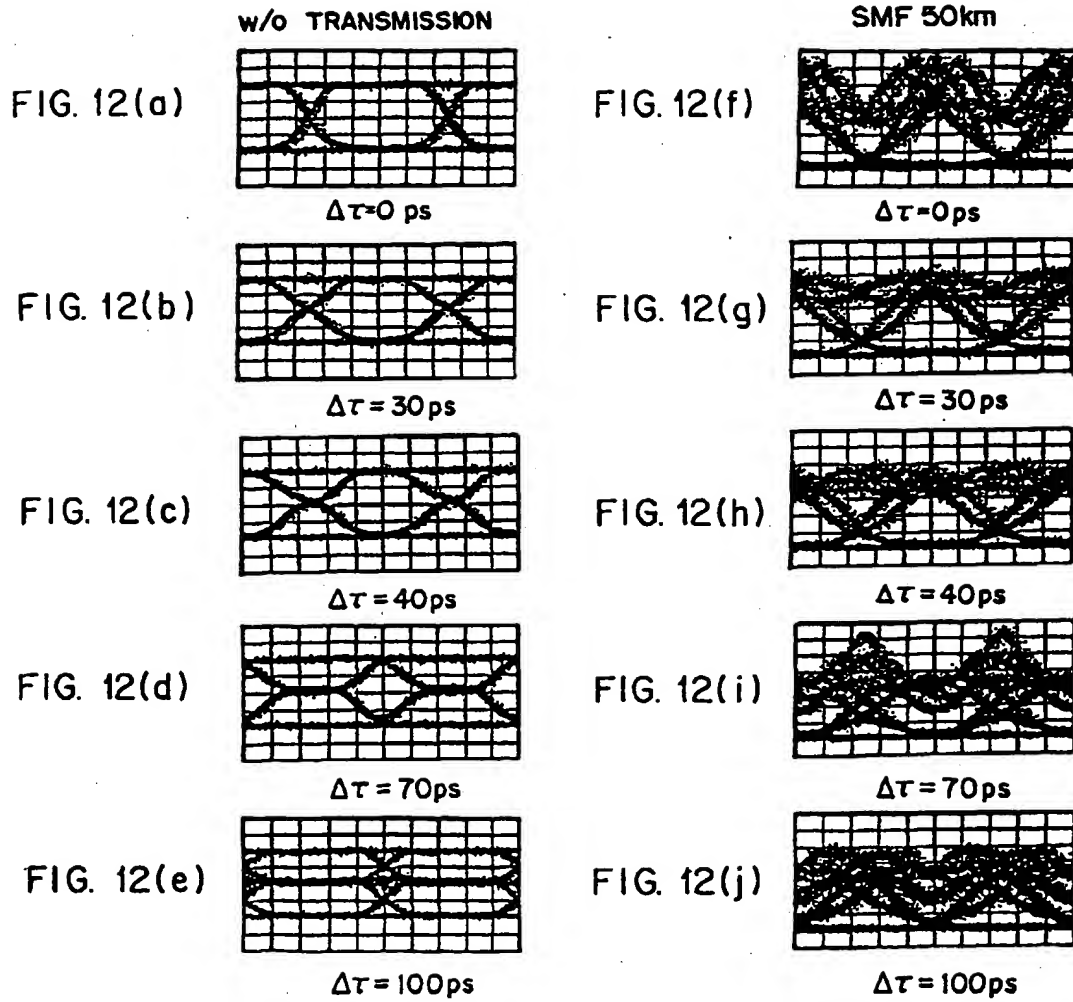 w/o TRANSMISSION
SMF 50km
FIG. 12(a)
Δτ=0 ps
FIG. 12(f)
Δτ=0ps
FIG. 12(b)
Δτ = 30ps
FIG. 12(g)
Δτ = 30ps
FIG. 12(c)
Δτ = 40ps
FIG. 12(h)
Δτ = 40ps
FIG. 12(d)
Δτ = 70ps
FIG. 12(i)
Δτ = 70ps
FIG. 12(e)
Δτ = 100ps
FIG. 12(j)
Δτ = 100ps